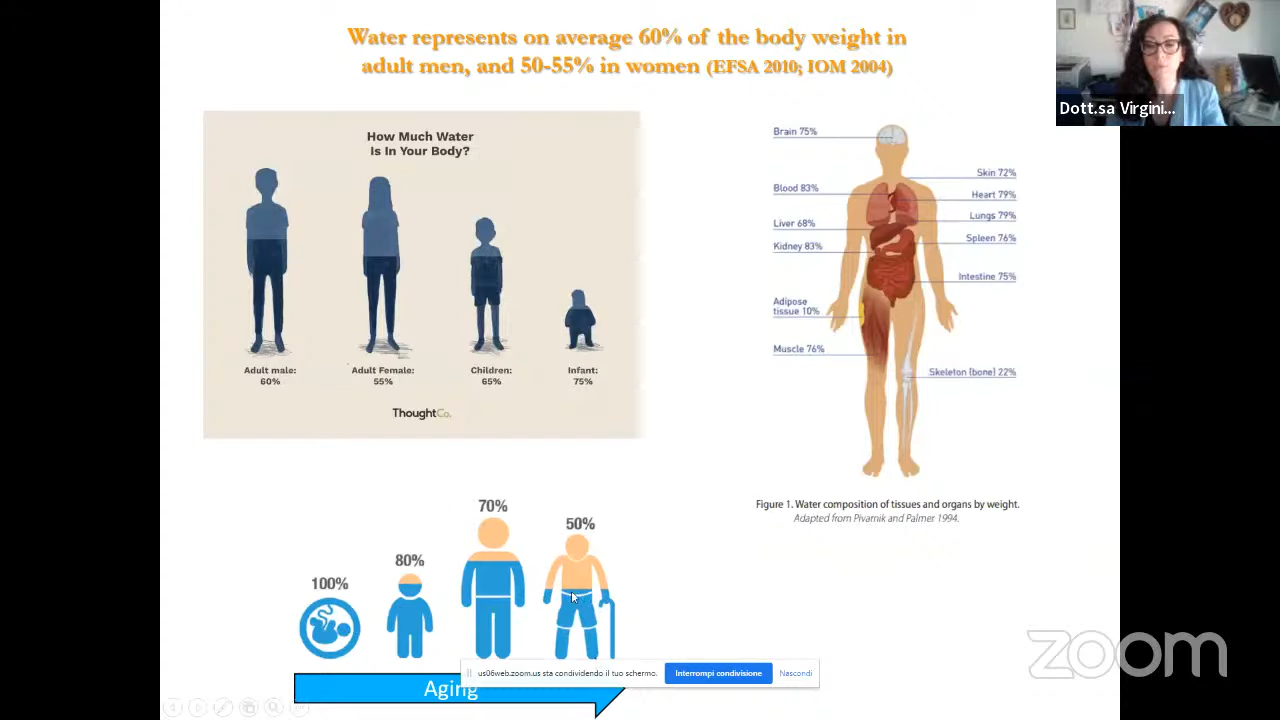 Water represents on average 60% of the body weight in
adult men, and 50-55% in women (EFSA 2010; IOM 2004)
Dott.sa Virgini...
How Much Water
Is In Your Body?
Adult male:
60%
Adult Female:
55%
Children:
65%
Infant:
75%
ThoughtCo.
Brain 75%
Blood 83%
Liver 68%
Kidney 83%
Adipose
tissue 10%
Muscle 76%
Skin 72%
Heart 79%
Lungs 79%
Spleen 76%
Intestine 75%
Skeleton (bone) 22%
Figure 1. Water composition of tissues and organs by weight.
Adapted from Pivarnik and Palmer 1994.
100%
80%
70%
50%
Aging
us06web.zoom.us sta condividendo il tuo schermo.
Interrompi condivisione
Nascondi
zoom